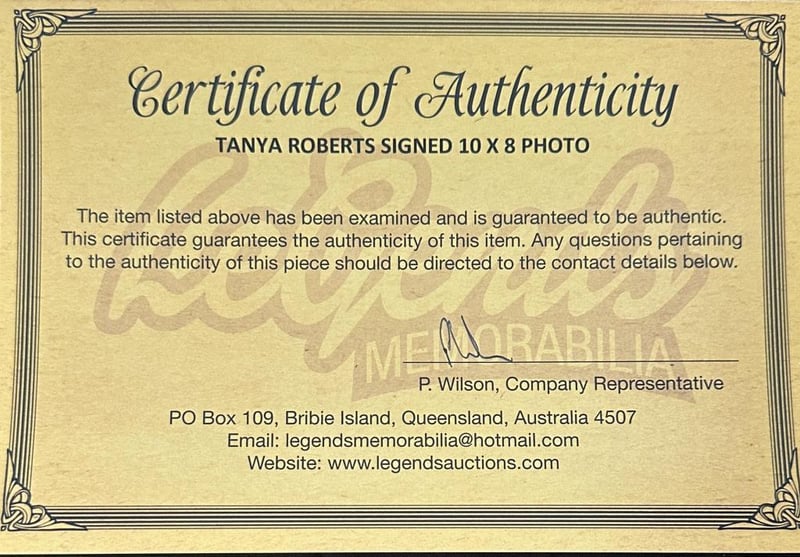 Certificate of Authenticity
TANYA ROBERTS SIGNED 10 X 8 PHOTO
Legends
MEMORABILIA
The item listed above has been examined and is guaranteed to be authentic.
This certificate guarantees the authenticity of this item. Any questions pertaining
to the authenticity of this piece should be directed to the contact details below.
P. Wilson, Company Representative
PO Box 109, Bribie Island, Queensland, Australia 4507
Email: legendsmemorabilia@hotmail.com
Website: www.legendsauctions.com